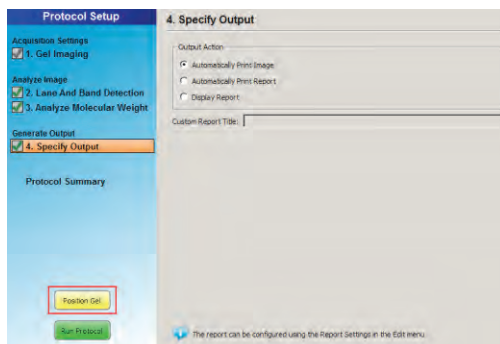 Protocol Setup
Acquisition Settings
1. Gel Imaging
Analyze Image
2. Lane And Band Detection
3. Analyze Molecular Weight
Generate Output
4. Specify Output
Protocol Summary
Position Gel
Run Protocol
4. Specify Output
Output Action
Automatically Print Image
Automatically Print Report
Display Report
Custom Report Title:
The report can be configured using the Report Settings in the Edit menu.